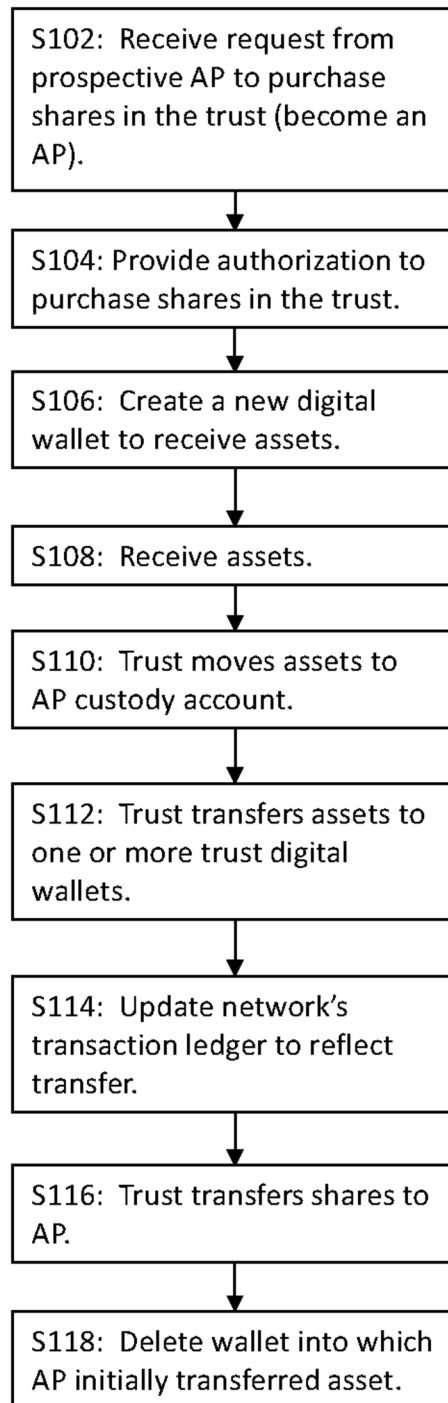 S102: Receive request from
prospective AP to purchase
shares in the trust (become an
AP).
S104: Provide authorization to
purchase shares in the trust.
S106: Create a new digital
wallet to receive assets.
S108: Receive assets.
S110: Trust moves assets to
AP custody account.
S112: Trust transfers assets to
one or more trust digital
wallets.
S114: Update network’s
transaction ledger to reflect
transfer.
S116: Trust transfers shares to
AP.
S118: Delete wallet into which
AP initially transferred asset.